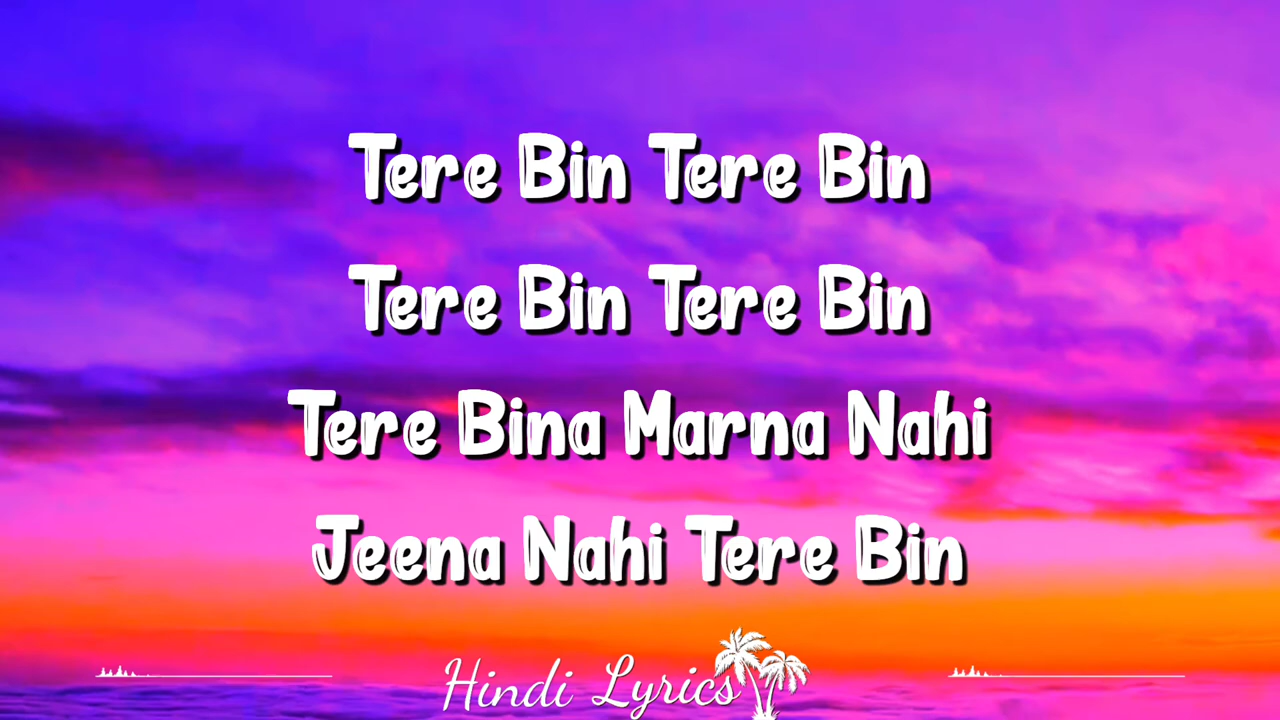 Tere Bin Tere Bin
Tere Bin Tere Bin
Tere Bina Marna Nahi
Jeena Nahi Tere Bin
Hindi Lyrics